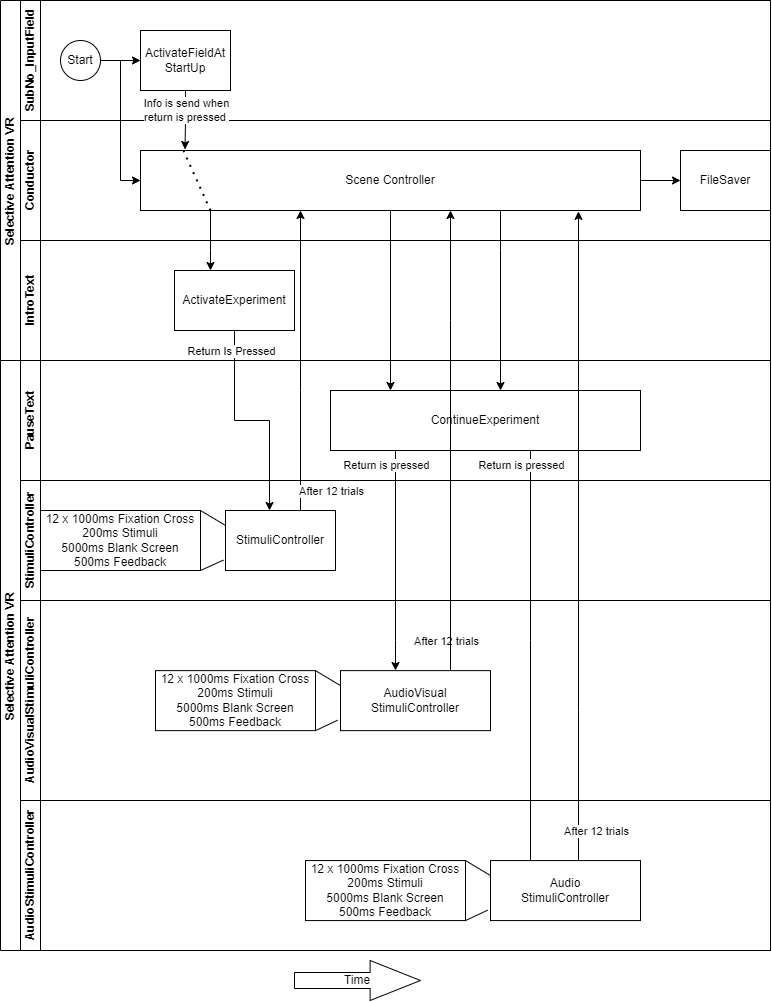 Selective Attention VR
SubNo_InputField
Start
ActivateFieldAt
StartUp
Info is send when
return is pressed
Conductor
Scene Controller
FileSaver
IntroText
ActivateExperiment
Return Is Pressed
Selective Attention VR
PauseText
ContinueExperiment
Return is pressed
Return is pressed
StimuliController
After 12 trials
12 x 1000ms Fixation Cross
200ms Stimuli
5000ms Blank Screen
500ms Feedback
StimuliController
AudioVisualStimuliController
After 12 trials
12 x 1000ms Fixation Cross
200ms Stimuli
5000ms Blank Screen
500ms Feedback
AudioVisual
StimuliController
AudioStimuliController
After 12 trials
12 x 1000ms Fixation Cross
200ms Stimuli
5000ms Blank Screen
500ms Feedback
Audio
StimuliController
Time